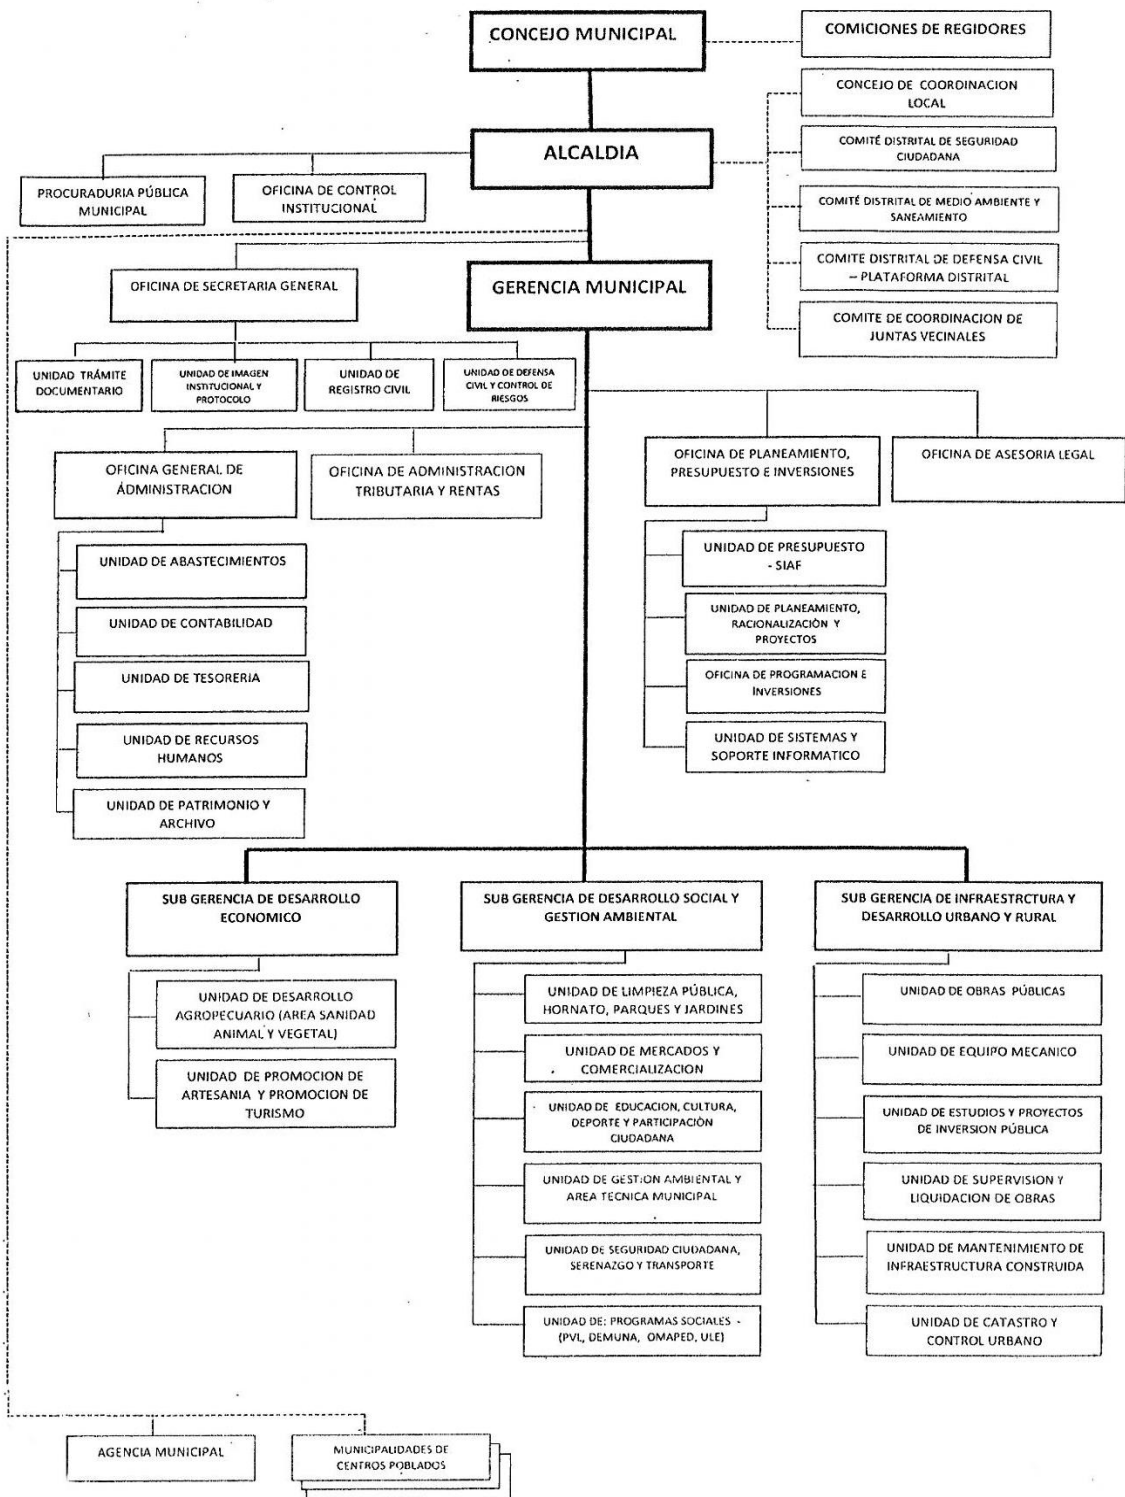 CONCEJO MUNICIPAL
COMICIONES DE REGIDORES
CONCEJO DE COORDINACION
LOCAL
ALCALDIA
COMITÉ DISTRITAL DE SEGURIDAD
CIUDADANA
PROCURADURIA PÚBLICA
MUNICIPAL
OFICINA DE CONTROL
INSTITUCIONAL
COMITÉ DISTRITAL DE MEDIO AMBIENTE Y
SANEAMIENTO
COMITE DISTRITAL DE DEFENSA CIVIL
– PLATAFORMA DISTRITAL
OFICINA DE SECRETARIA GENERAL
GERENCIA MUNICIPAL
COMITE DE COORDINACION DE
JUNTAS VECINALES
UNIDAD TRÁMITE
DOCUMENTARIO
UNIDAD DE IMAGEN
INSTITUCIONAL Y
PROTOCOLO
UNIDAD DE
REGISTRO CIVIL
UNIDAD DE DEFENSA
CIVIL Y CONTROL DE
RIESGOS
OFICINA GENERAL DE
ADMINISTRACION
OFICINA DE ADMINISTRACION
TRIBUTARIA Y RENTAS
OFICINA DE PLANEAMIENTO,
PRESUPUESTO E INVERSIONES
OFICINA DE ASESORIA LEGAL
UNIDAD DE ABASTECIMIENTOS
UNIDAD DE CONTABILIDAD
UNIDAD DE TESORERIA
UNIDAD DE RECURSOS
HUMANOS
UNIDAD DE PATRIMONIO Y
ARCHIVO
UNIDAD DE PRESUPUESTO
- SIAF
UNIDAD DE PLANEAMIENTO,
RACIONALIZACIÓN Y
PROYECTOS
OFICINA DE PROGRAMACION E
INVERSIONES
UNIDAD DE SISTEMAS Y
SOPORTE INFORMATICO
SUB GERENCIA DE DESARROLLO
ECONOMICO
SUB GERENCIA DE DESARROLLO SOCIAL Y
GESTION AMBIENTAL
SUB GERENCIA DE INFRAESTRCTURA Y
DESARROLLO URBANO Y RURAL
UNIDAD DE DESARROLLO
AGROPECUARIO (AREA SANIDAD
ANIMAL Y VEGETAL)
UNIDAD DE PROMOCION DE
ARTESANIA Y PROMOCION DE
TURISMO
UNIDAD DE LIMPIEZA PÚBLICA,
HORNATO, PARQUES Y JARDINES
UNIDAD DE MERCADOS Y
COMERCIALIZACION
UNIDAD DE EDUCACION, CULTURA,
DEPORTE Y PARTICIPACIÓN
CIUDADANA
UNIDAD DE GESTION AMBIENTAL Y
AREA TECNICA MUNICIPAL
UNIDAD DE SEGURIDAD CIUDADANA,
SERENAZGO Y TRANSPORTE
UNIDAD DE: PROGRAMAS SOCIALES -
(PVL, DEMUNA, OMAPED, ULE)
UNIDAD DE OBRAS PÚBLICAS
UNIDAD DE EQUIPO MECANICO
UNIDAD DE ESTUDIOS Y PROYECTOS
DE INVERSION PÚBLICA
UNIDAD DE SUPERVISION Y
LIQUIDACION DE OBRAS
UNIDAD DE MANTENIMIENTO DE
INFRAESTRUCTURA CONSTRUIDA
UNIDAD DE CATASTRO Y
CONTROL URBANO
AGENCIA MUNICIPAL
MUNICIPALIDADES DE
CENTROS POBLADOS